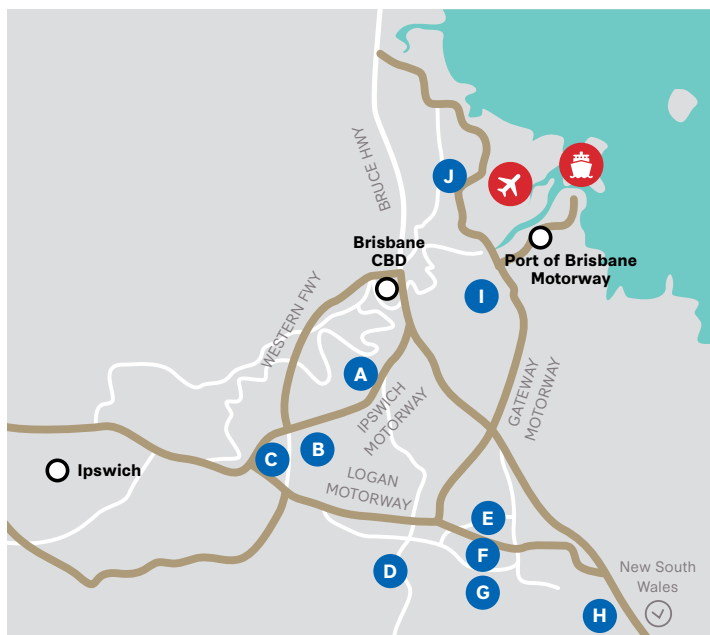 BRUCE HWY
J
Brisbane
CBD
Port of Brisbane
Motorway
I
WESTERN FWY
A
IPSWICH
MOTORWAY
GATEWAY
MOTORWAY
B
C
Ipswich
LOGAN
MOTORWAY
E
F
D
G
New South
Wales
H